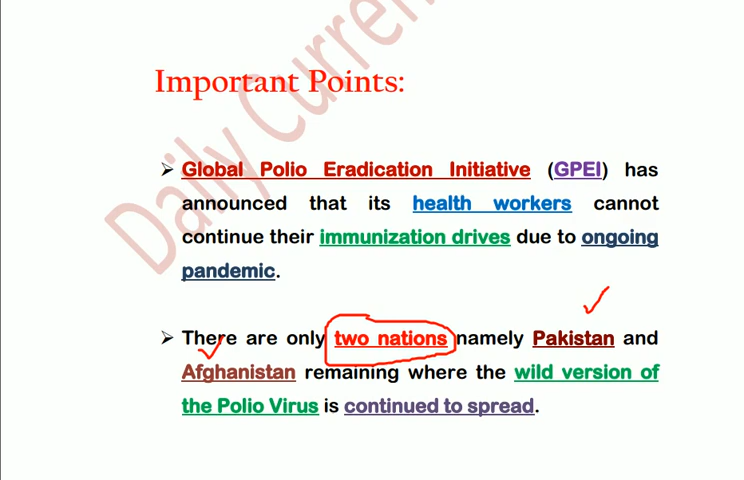 Important Points:
Global Polio Eradication Initiative (GPEI) has
announced that its health workers cannot
continue their immunization drives due to ongoing
pandemic.
There are only two nations namely Pakistan and
Afghanistan remaining where the wild version of
the Polio Virus is continued to spread.
Daily Curren